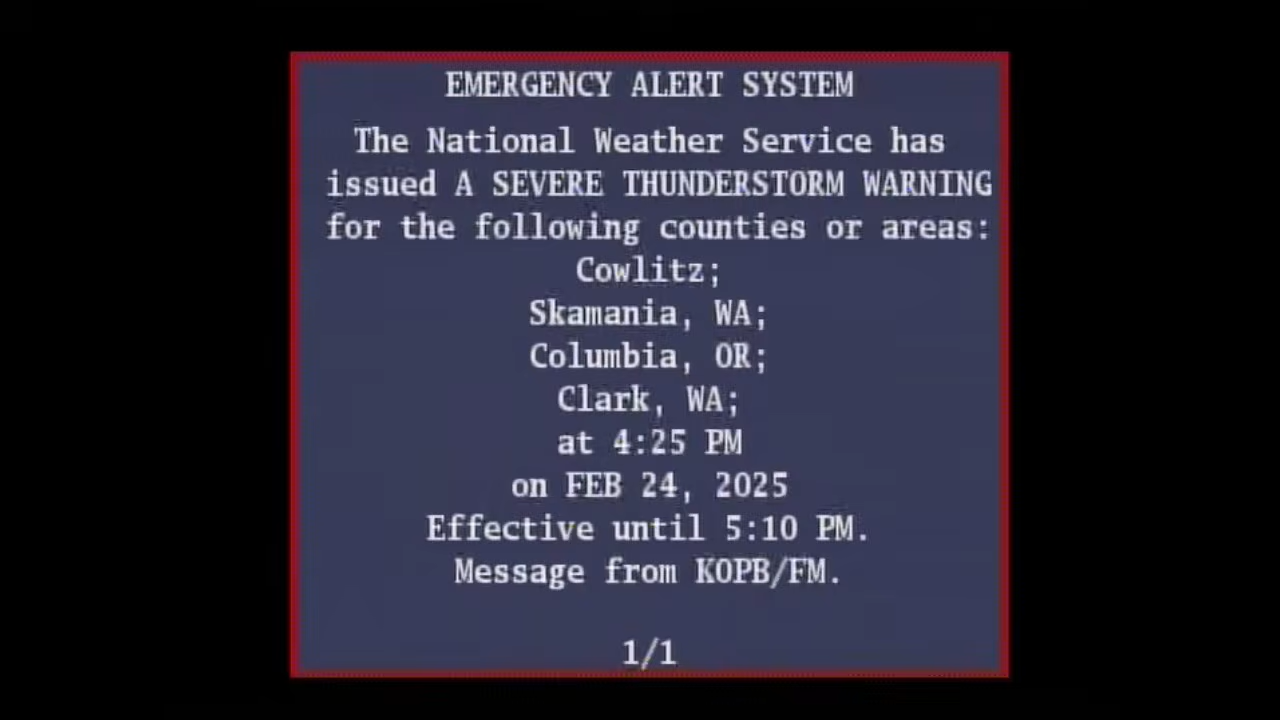 EMERGENCY ALERT SYSTEM
The National Weather Service has
issued A SEVERE THUNDERSTORM WARNING
for the following counties or areas:
Cowlitz;
Skamania, WA;
Columbia, OR;
Clark, WA;
at 4:25 PM
on FEB 24, 2025
Effective until 5:10 PM.
Message from KOPB/FM.
1/1